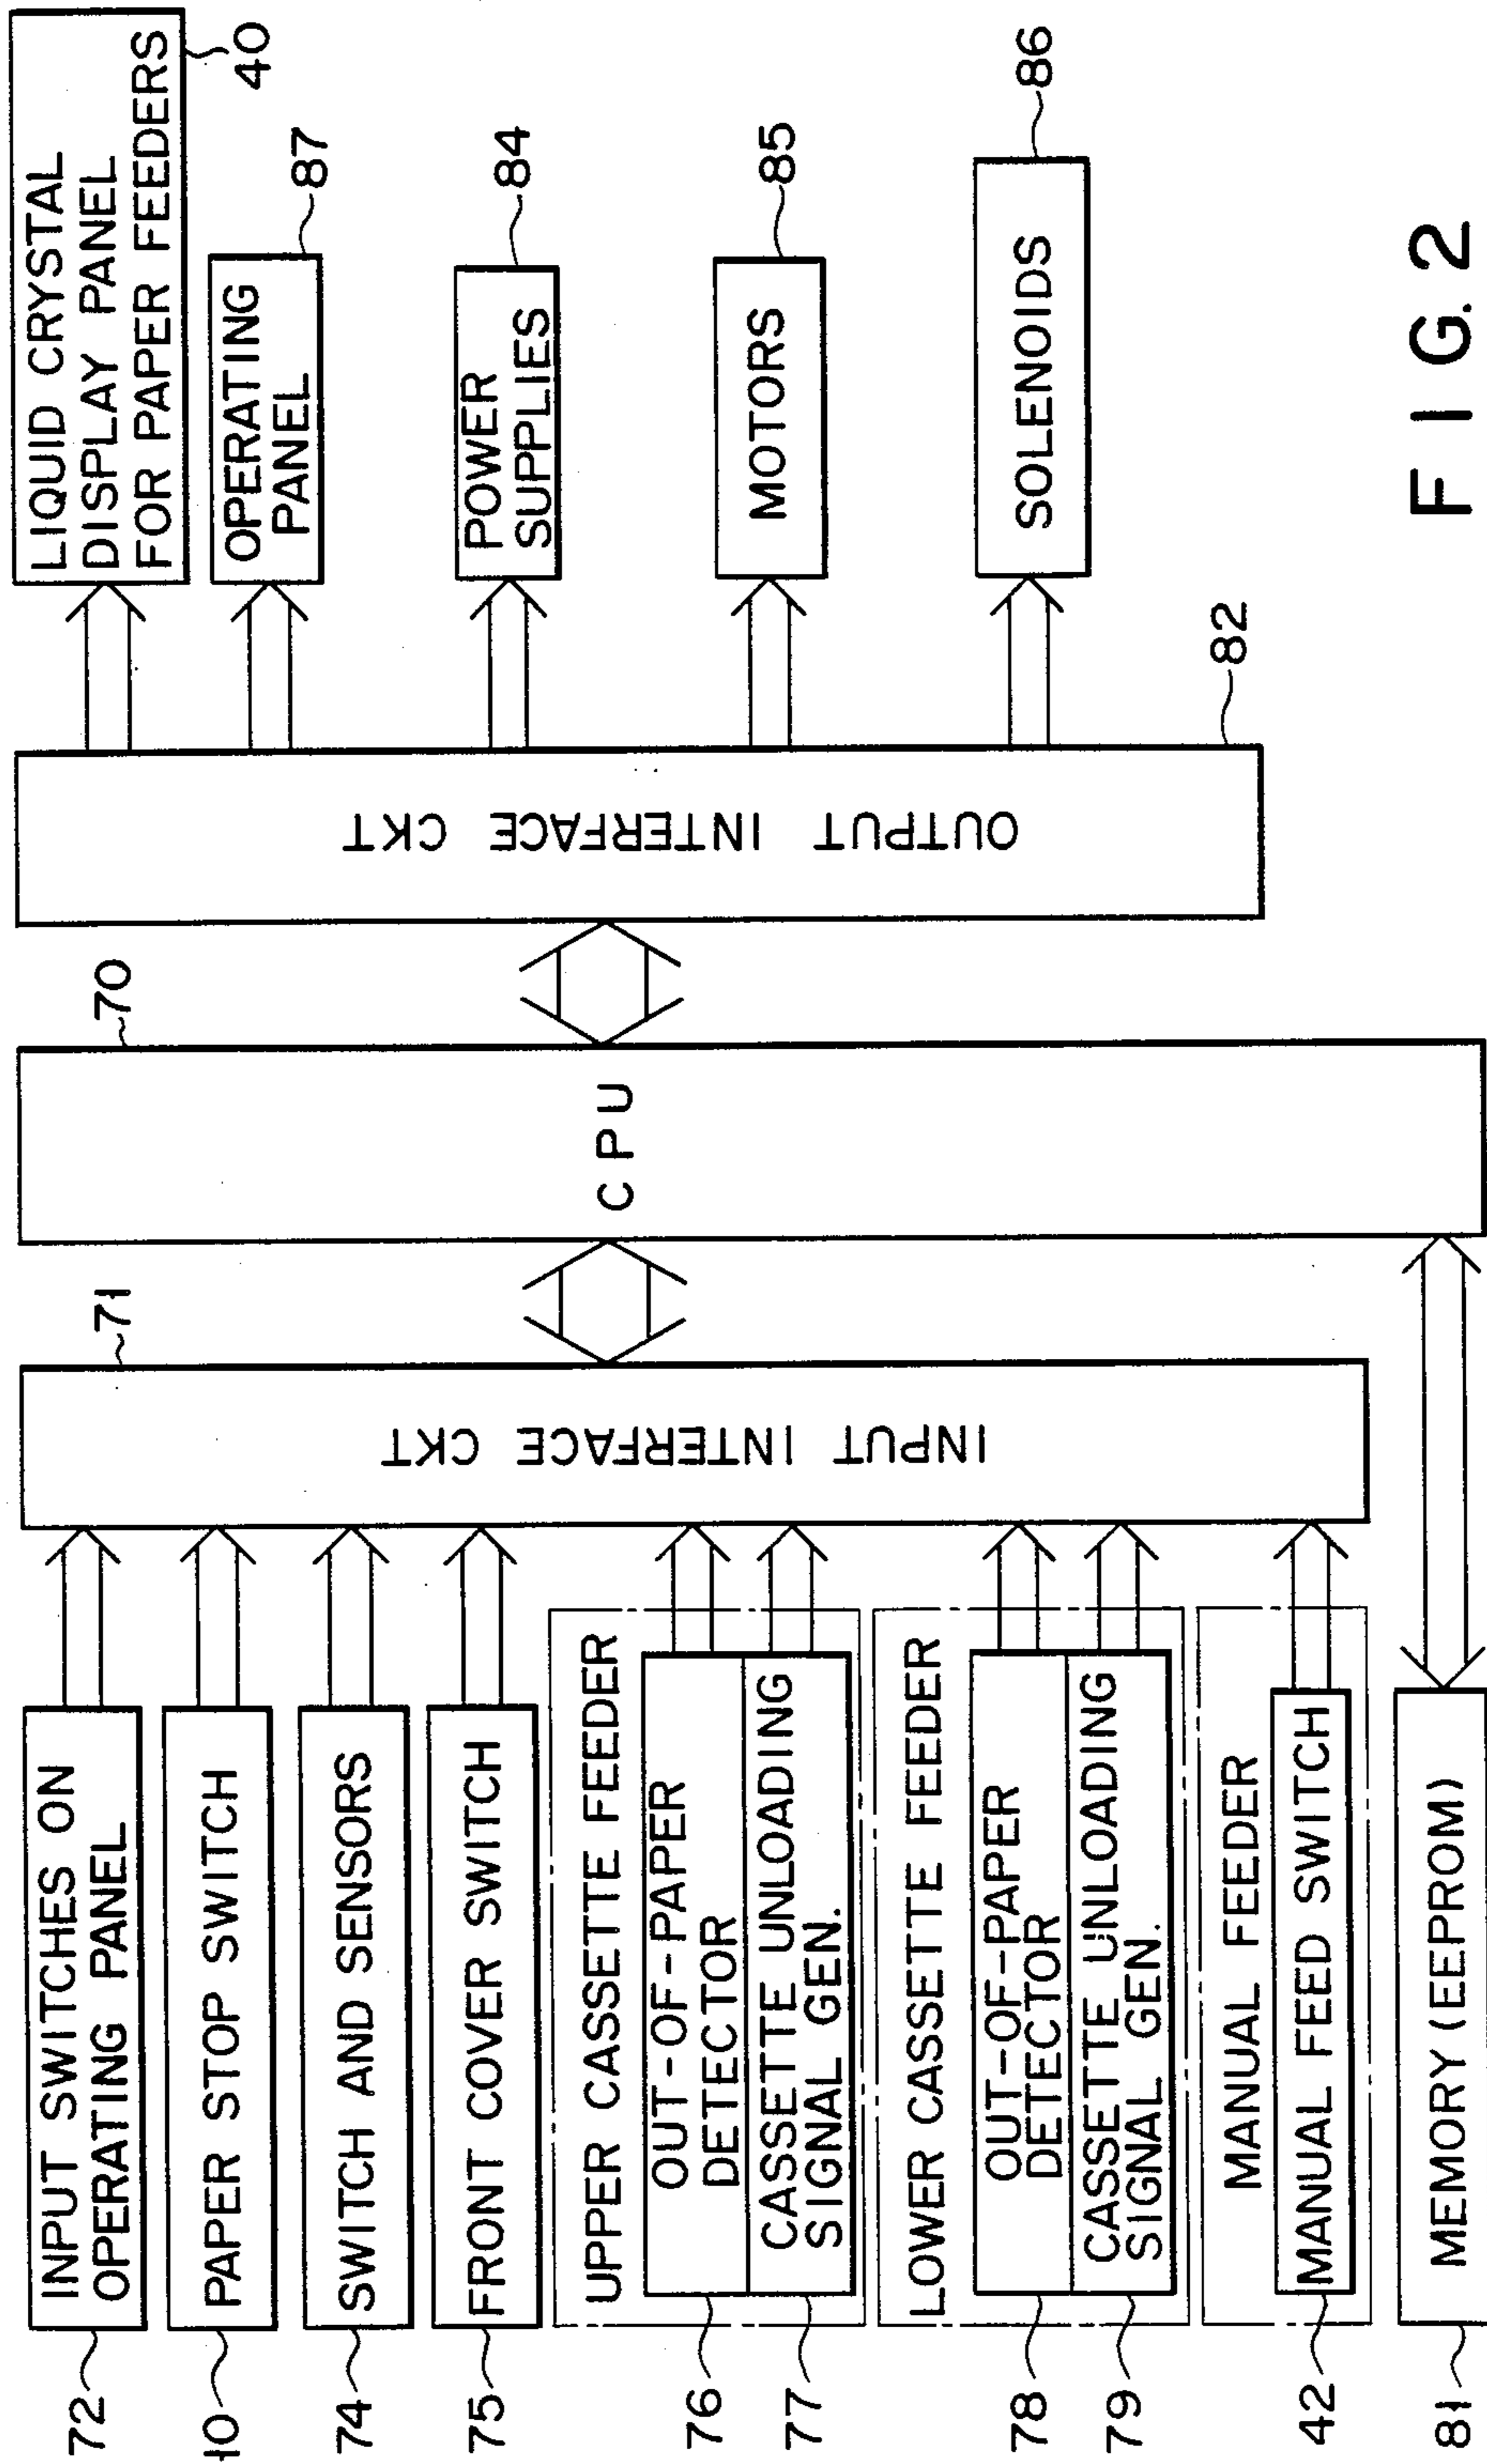 INPUT SWITCHES ON
OPERATING PANEL
72
PAPER STOP SWITCH
10
SWITCH AND SENSORS
74
FRONT COVER SWITCH
75
UPPER CASSETTE FEEDER
OUT-OF-PAPER
DETECTOR
76
CASSETTE UNLOADING
SIGNAL GEN.
77
LOWER CASSETTE FEEDER
OUT-OF-PAPER
DETECTOR
78
CASSETTE UNLOADING
SIGNAL GEN.
79
MANUAL FEEDER
MANUAL FEED SWITCH
42
MEMORY (EEPROM)
81
INPUT INTERFACE CKT
71
CPU
70
OUTPUT INTERFACE CKT
82
LIQUID CRYSTAL
DISPLAY PANEL
FOR PAPER FEEDERS
40
OPERATING
PANEL
87
POWER
SUPPLIES
84
MOTORS
85
SOLENOIDS
86
FIG. 2